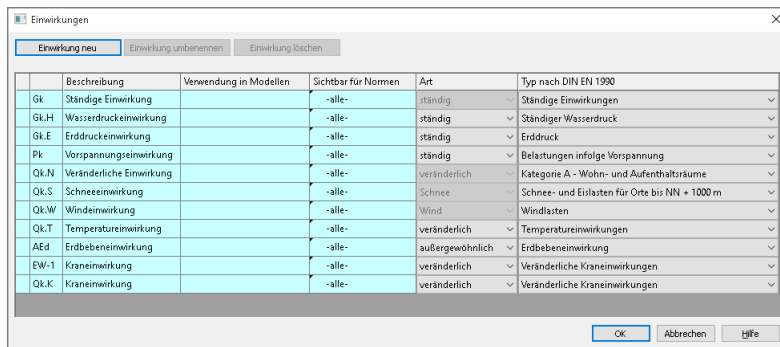 Einwirkungen
Einwirkung neu Einwirkung umbenennen Einwirkung löschen
Beschreibung Verwendung in Modellen Sichtbar für Normen Art Typ nach DIN EN 1990
Gk Ständige Einwirkung -alle- ständig Ständige Einwirkungen
Gk.H Wasserdruckeinwirkung -alle- ständig Ständiger Wasserdruck
Gk.E Erddruckeinwirkung -alle- ständig Erddruck
Pk Vorspannungseinwirkung -alle- ständig Belastungen infolge Vorspannung
Qk.N Veränderliche Einwirkung -alle- veränderlich Kategorie A - Wohn- und Aufenthaltsräume
Qk.S Schneeeinwirkung -alle- Schnee Schnee- und Eislasten für Orte bis NN + 1000 m
Qk.W Windeinwirkung -alle- Wind Windlasten
Qk.T Temperatureinwirkung -alle- veränderlich Temperatureinwirkungen
AEd Erdbebeneinwirkung -alle- außergewöhnlich Erdbebeneinwirkung
EW-1 Kraneinwirkung -alle- veränderlich Veränderliche Kraneinwirkungen
Qk.K Kraneinwirkung -alle- veränderlich Veränderliche Kraneinwirkungen
OK Abbrechen Hilfe